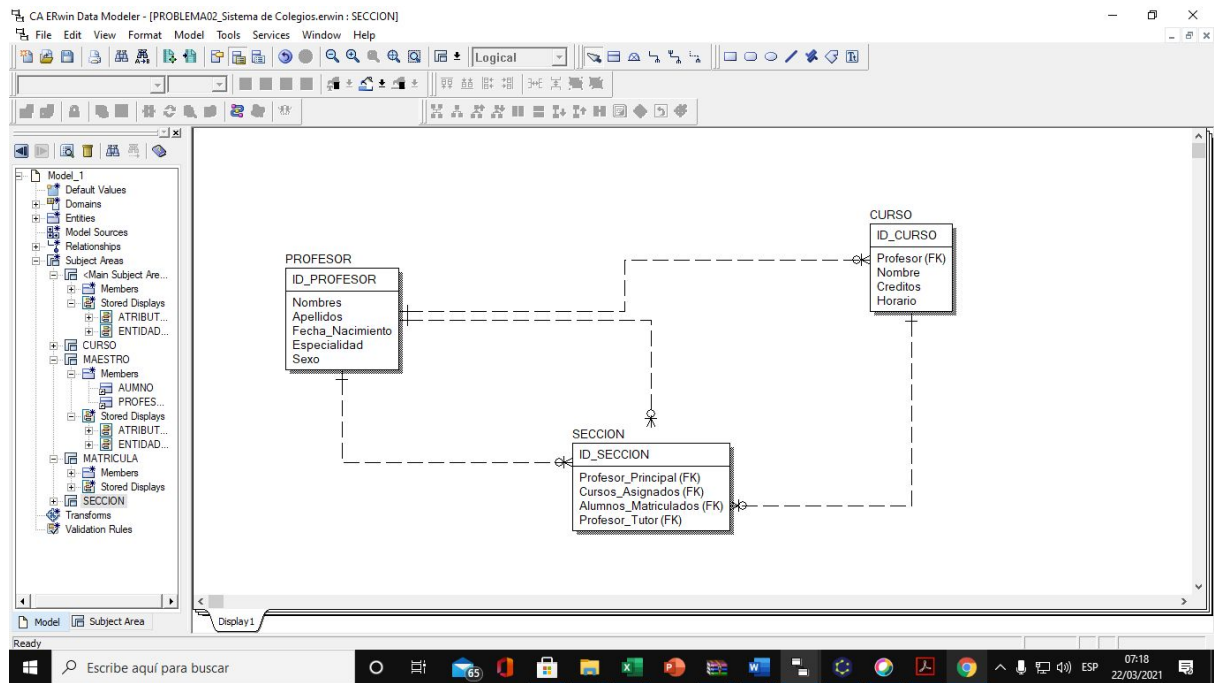 CA ERwin Data Modeler - [PROBLEMA02_Sistema de Colegios.erwin : SECCION]
File Edit View Format Model Tools Services Window Help
Logical
Model_1
Default Values
Domains
Entities
Model Sources
Relationships
Subject Areas
<Main Subject Are...
Members
Stored Displays
ATRIBUT...
ENTIDAD...
CURSO
MAESTRO
Members
AUMNO
PROFES...
Stored Displays
ATRIBUT...
ENTIDAD...
MATRICULA
Members
Stored Displays
SECCION
Transforms
Validation Rules
Model Subject Area
PROFESOR
ID_PROFESOR
Nombres
Apellidos
Fecha_Nacimiento
Especialidad
Sexo
CURSO
ID_CURSO
Profesor (FK)
Nombre
Creditos
Horario
SECCION
ID_SECCION
Profesor_Principal (FK)
Cursos_Asignados (FK)
Alumnos_Matriculados (FK)
Profesor_Tutor (FK)
Display1
Ready
Escribe aquí para buscar
65
ESP
07:18
22/03/2021